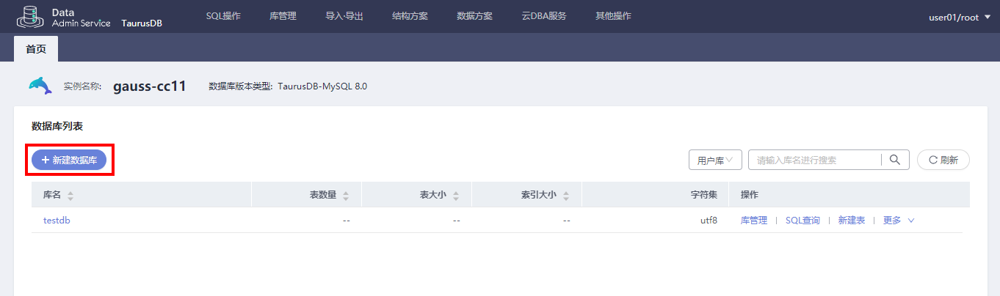 Data
Admin Service TaurusDB SQL操作 库管理 导入·导出 结构方案 数据方案 云DBA服务 其他操作 user01/root
首页
实例名称: gauss-cc11 数据库版本类型: TaurusDB-MySQL 8.0
数据库列表
+ 新建数据库 用户库 请输入库名进行搜索 刷新
库名 表数量 表大小 索引大小 字符集 操作
testdb -- -- -- utf8 库管理 | SQL查询 | 新建表 | 更多